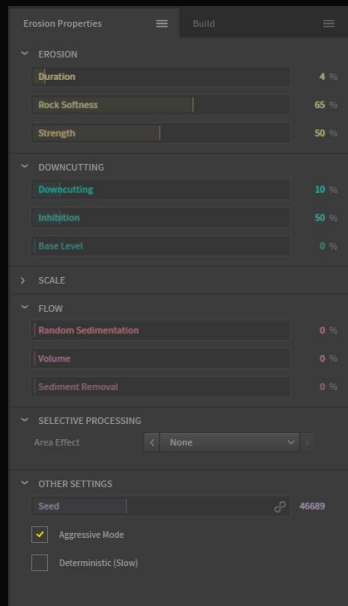 Erosion Properties Build
EROSION
Duration 4 %
Rock Softness 65 %
Strength 50 %
DOWNCUTTING
Downcutting 10 %
Inhibition 50 %
Base Level 0 %
SCALE
FLOW
Random Sedimentation 0 %
Volume 0 %
Sediment Removal 0 %
SELECTIVE PROCESSING
Area Effect < None >
OTHER SETTINGS
Seed 46689
Aggressive Mode
Deterministic (Slow)